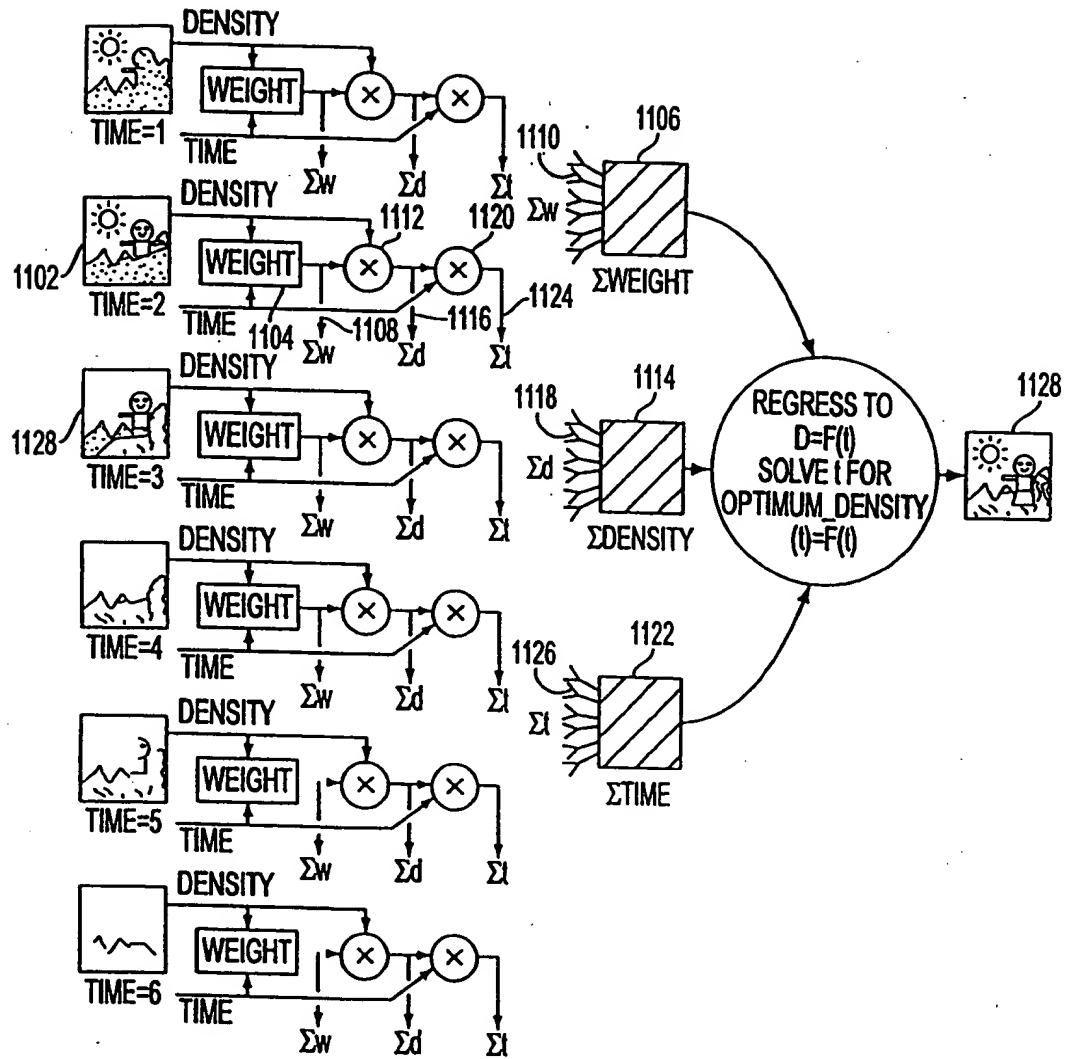 DENSITY
WEIGHT
TIME=1
TIME
Σw
Σd
Σt
DENSITY
1112
1120
1102
WEIGHT
TIME=2
TIME
1104
1108
1116
1124
Σw
Σd
Σt
DENSITY
1128
WEIGHT
TIME=3
TIME
Σw
Σd
Σt
DENSITY
WEIGHT
TIME=4
TIME
Σw
Σd
Σt
DENSITY
WEIGHT
TIME=5
TIME
Σw
Σd
Σt
DENSITY
WEIGHT
TIME=6
TIME
Σw
Σd
Σt
1106
1110
Σw
ΣWEIGHT
1114
1118
Σd
ΣDENSITY
1122
1126
Σt
ΣTIME
REGRESS TO
D=F(t)
SOLVE t FOR
OPTIMUM_DENSITY
(t)=F(t)
1128